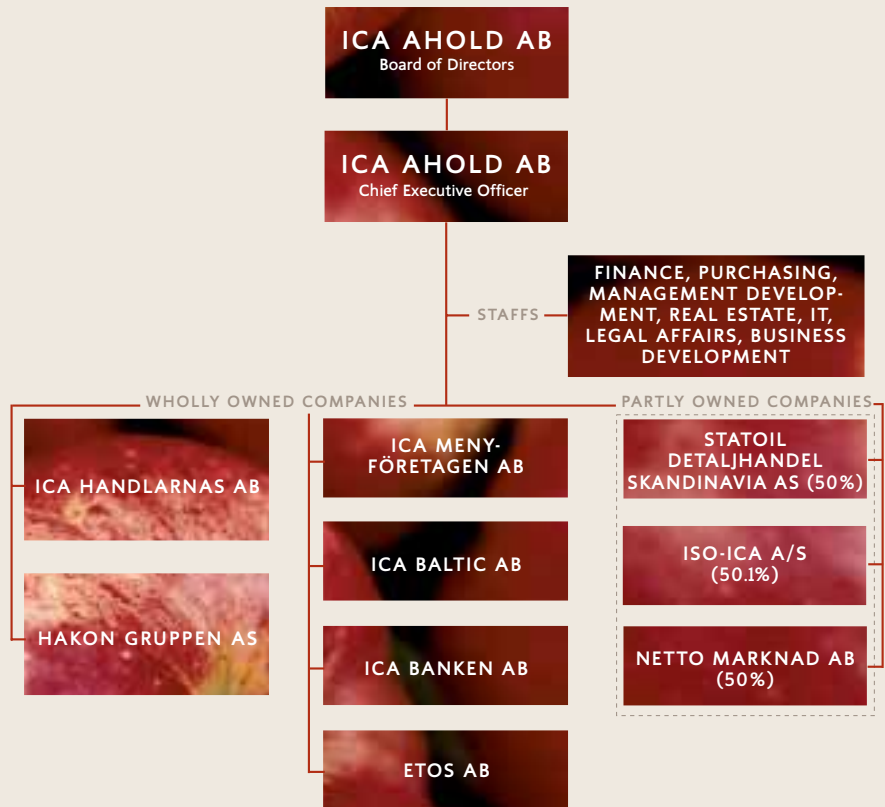 ICA AHOLD AB
Board of Directors
ICA AHOLD AB
Chief Executive Officer
STAFFS
FINANCE, PURCHASING,
MANAGEMENT DEVELOP-
MENT, REAL ESTATE, IT,
LEGAL AFFAIRS, BUSINESS
DEVELOPMENT
WHOLLY OWNED COMPANIES
ICA HANDLARNAS AB
HAKON GRUPPEN AS
ICA MENY-
FÖRETAGEN AB
ICA BALTIC AB
ICA BANKEN AB
ETOS AB
PARTLY OWNED COMPANIES
STATOIL
DETALJHANDEL
SKANDINAVIA AS (50%)
ISO-ICA A/S
(50.1%)
NETTO MARKNAD AB
(50%)